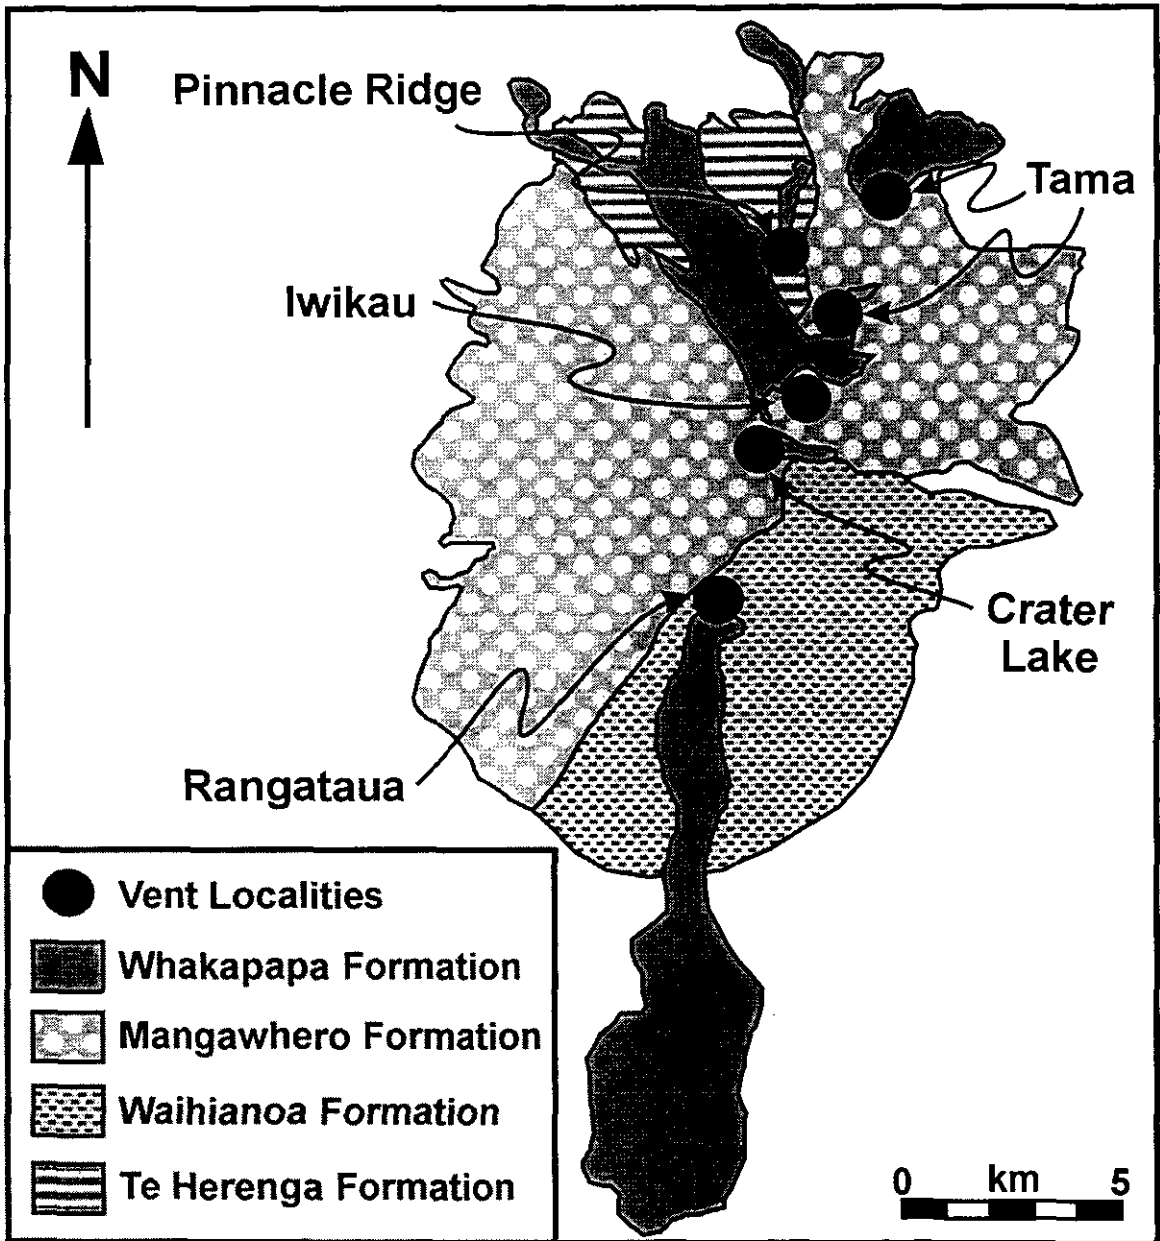 N
Pinnacle Ridge
Tama
Iwikau
Crater
Lake
Rangataua
Vent Localities
Whakapapa Formation
Mangawhero Formation
Waihianoa Formation
Te Herenga Formation
0 km 5